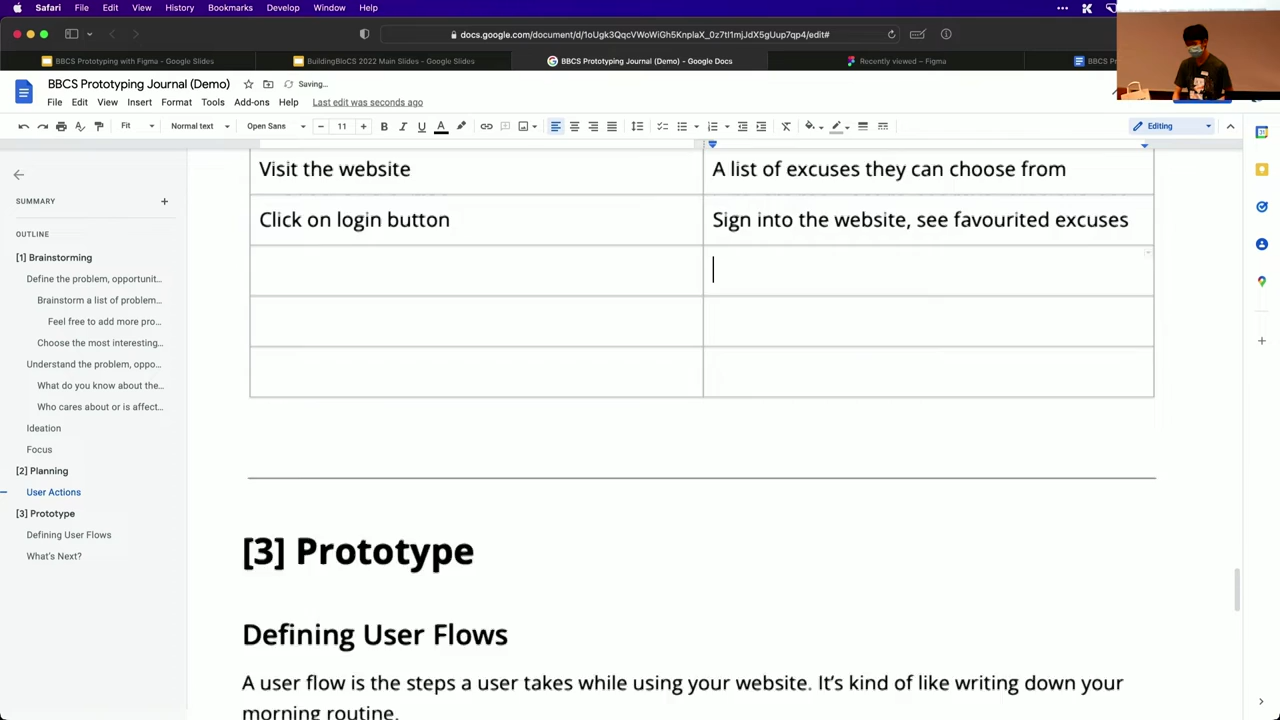 Safari File Edit View History Bookmarks Develop Window Help
docs.google.com/document/d/1oUgk3QqcVWoWiGh5KnplaX_0z7tl1mjJdX5gUup7qp4/edit#
BBCS Prototyping with Figma - Google Slides
BuildingBloCS 2022 Main Slides - Google Slides
BBCS Prototyping Journal (Demo) - Google Docs
Recently viewed – Figma
BBCS P
BBCS Prototyping Journal (Demo)
Saving...
File Edit View Insert Format Tools Add-ons Help Last edit was seconds ago
Fit Normal text Open Sans 11 Editing
SUMMARY
OUTLINE
[1] Brainstorming
Define the problem, opportunit...
Brainstorm a list of problem...
Feel free to add more pro...
Choose the most interesting...
Understand the problem, oppo...
What do you know about the...
Who cares about or is affect...
Ideation
Focus
[2] Planning
User Actions
[3] Prototype
Defining User Flows
What's Next?
Visit the website
A list of excuses they can choose from
Click on login button
Sign into the website, see favourited excuses
[3] Prototype
Defining User Flows
A user flow is the steps a user takes while using your website. It's kind of like writing down your
morning routine.